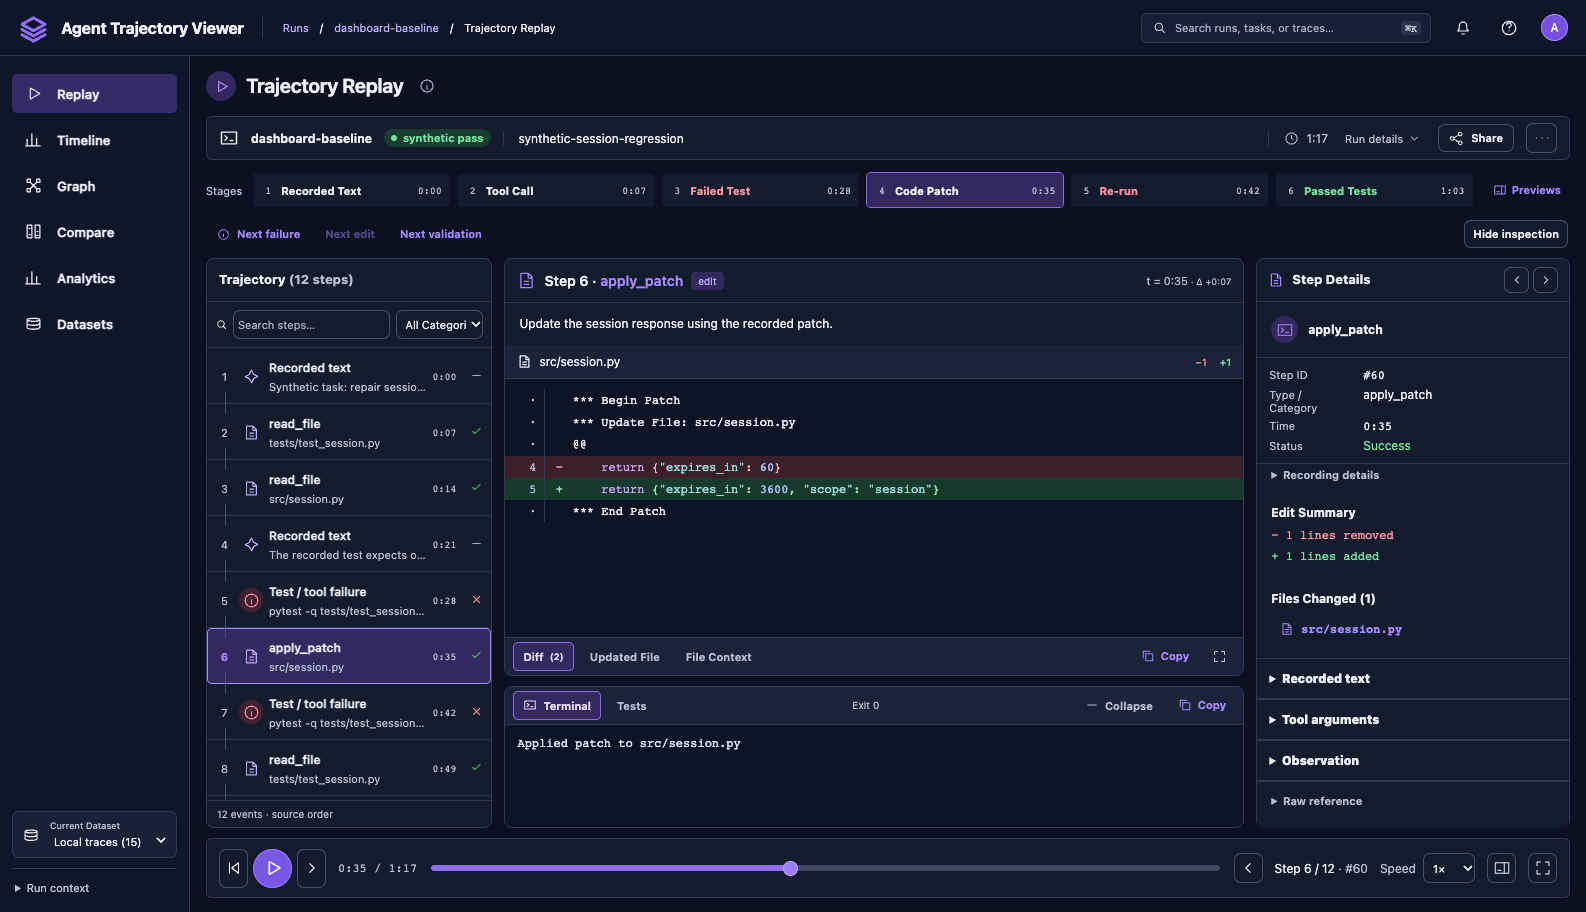 Agent Trajectory Viewer
Runs / dashboard-baseline / Trajectory Replay
Search runs, tasks, or traces... ⌘K
A
Replay
Timeline
Graph
Compare
Analytics
Datasets
Current Dataset
Local traces (15)
Run context
Trajectory Replay
dashboard-baseline synthetic pass synthetic-session-regression
1:17 Run details Share ...
Stages
1 Recorded Text 0:00
2 Tool Call 0:07
3 Failed Test 0:28
4 Code Patch 0:35
5 Re-run 0:42
6 Passed Tests 1:03
Previews
Next failure Next edit Next validation
Hide inspection
Trajectory (12 steps)
Search steps... All Categori
1 Recorded text 0:00 —
Synthetic task: repair sessio...
2 read_file 0:07
tests/test_session.py
3 read_file 0:14
src/session.py
4 Recorded text 0:21 —
The recorded test expects o...
5 Test / tool failure 0:28
pytest -q tests/test_session...
6 apply_patch 0:35
src/session.py
7 Test / tool failure 0:42
pytest -q tests/test_session...
8 read_file 0:49
tests/test_session.py
12 events · source order
Step 6 · apply_patch edit
t = 0:35 · Δ +0:07
Update the session response using the recorded patch.
src/session.py −1 +1
· *** Begin Patch
· *** Update File: src/session.py
· @@
4 − return {"expires_in": 60}
5 + return {"expires_in": 3600, "scope": "session"}
· *** End Patch
Diff (2) Updated File File Context Copy
Terminal Tests Exit 0 — Collapse Copy
Applied patch to src/session.py
Step Details
apply_patch
Step ID #60
Type / Category apply_patch
Time 0:35
Status Success
Recording details
Edit Summary
− 1 lines removed
+ 1 lines added
Files Changed (1)
src/session.py
Recorded text
Tool arguments
Observation
Raw reference
0:35 / 1:17
Step 6 / 12 · #60 Speed 1×